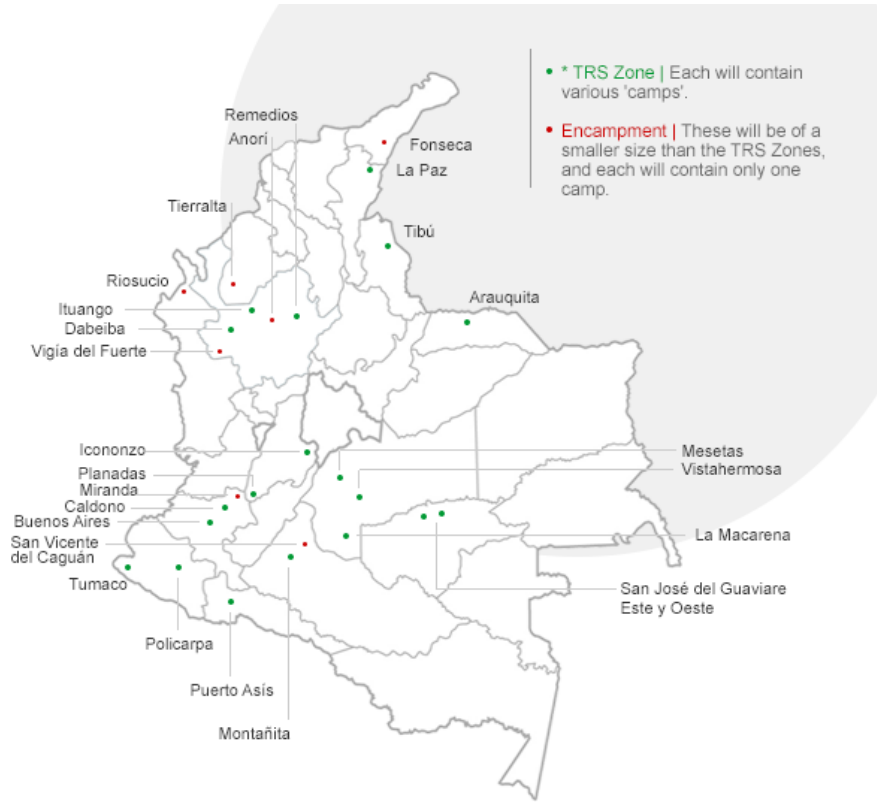 * TRS Zone | Each will contain
various 'camps'.
Encampment | These will be of a
smaller size than the TRS Zones,
and each will contain only one
camp.
Remedios
Anorí
Fonseca
La Paz
Tierralta
Tibú
Riosucio
Arauquita
Ituango
Dabeiba
Vigía del Fuerte
Icononzo
Mesetas
Planadas
Vistahermosa
Miranda
Caldono
Buenos Aires
La Macarena
San Vicente
del Caguán
Tumaco
San José del Guaviare
Este y Oeste
Policarpa
Puerto Asís
Montañita